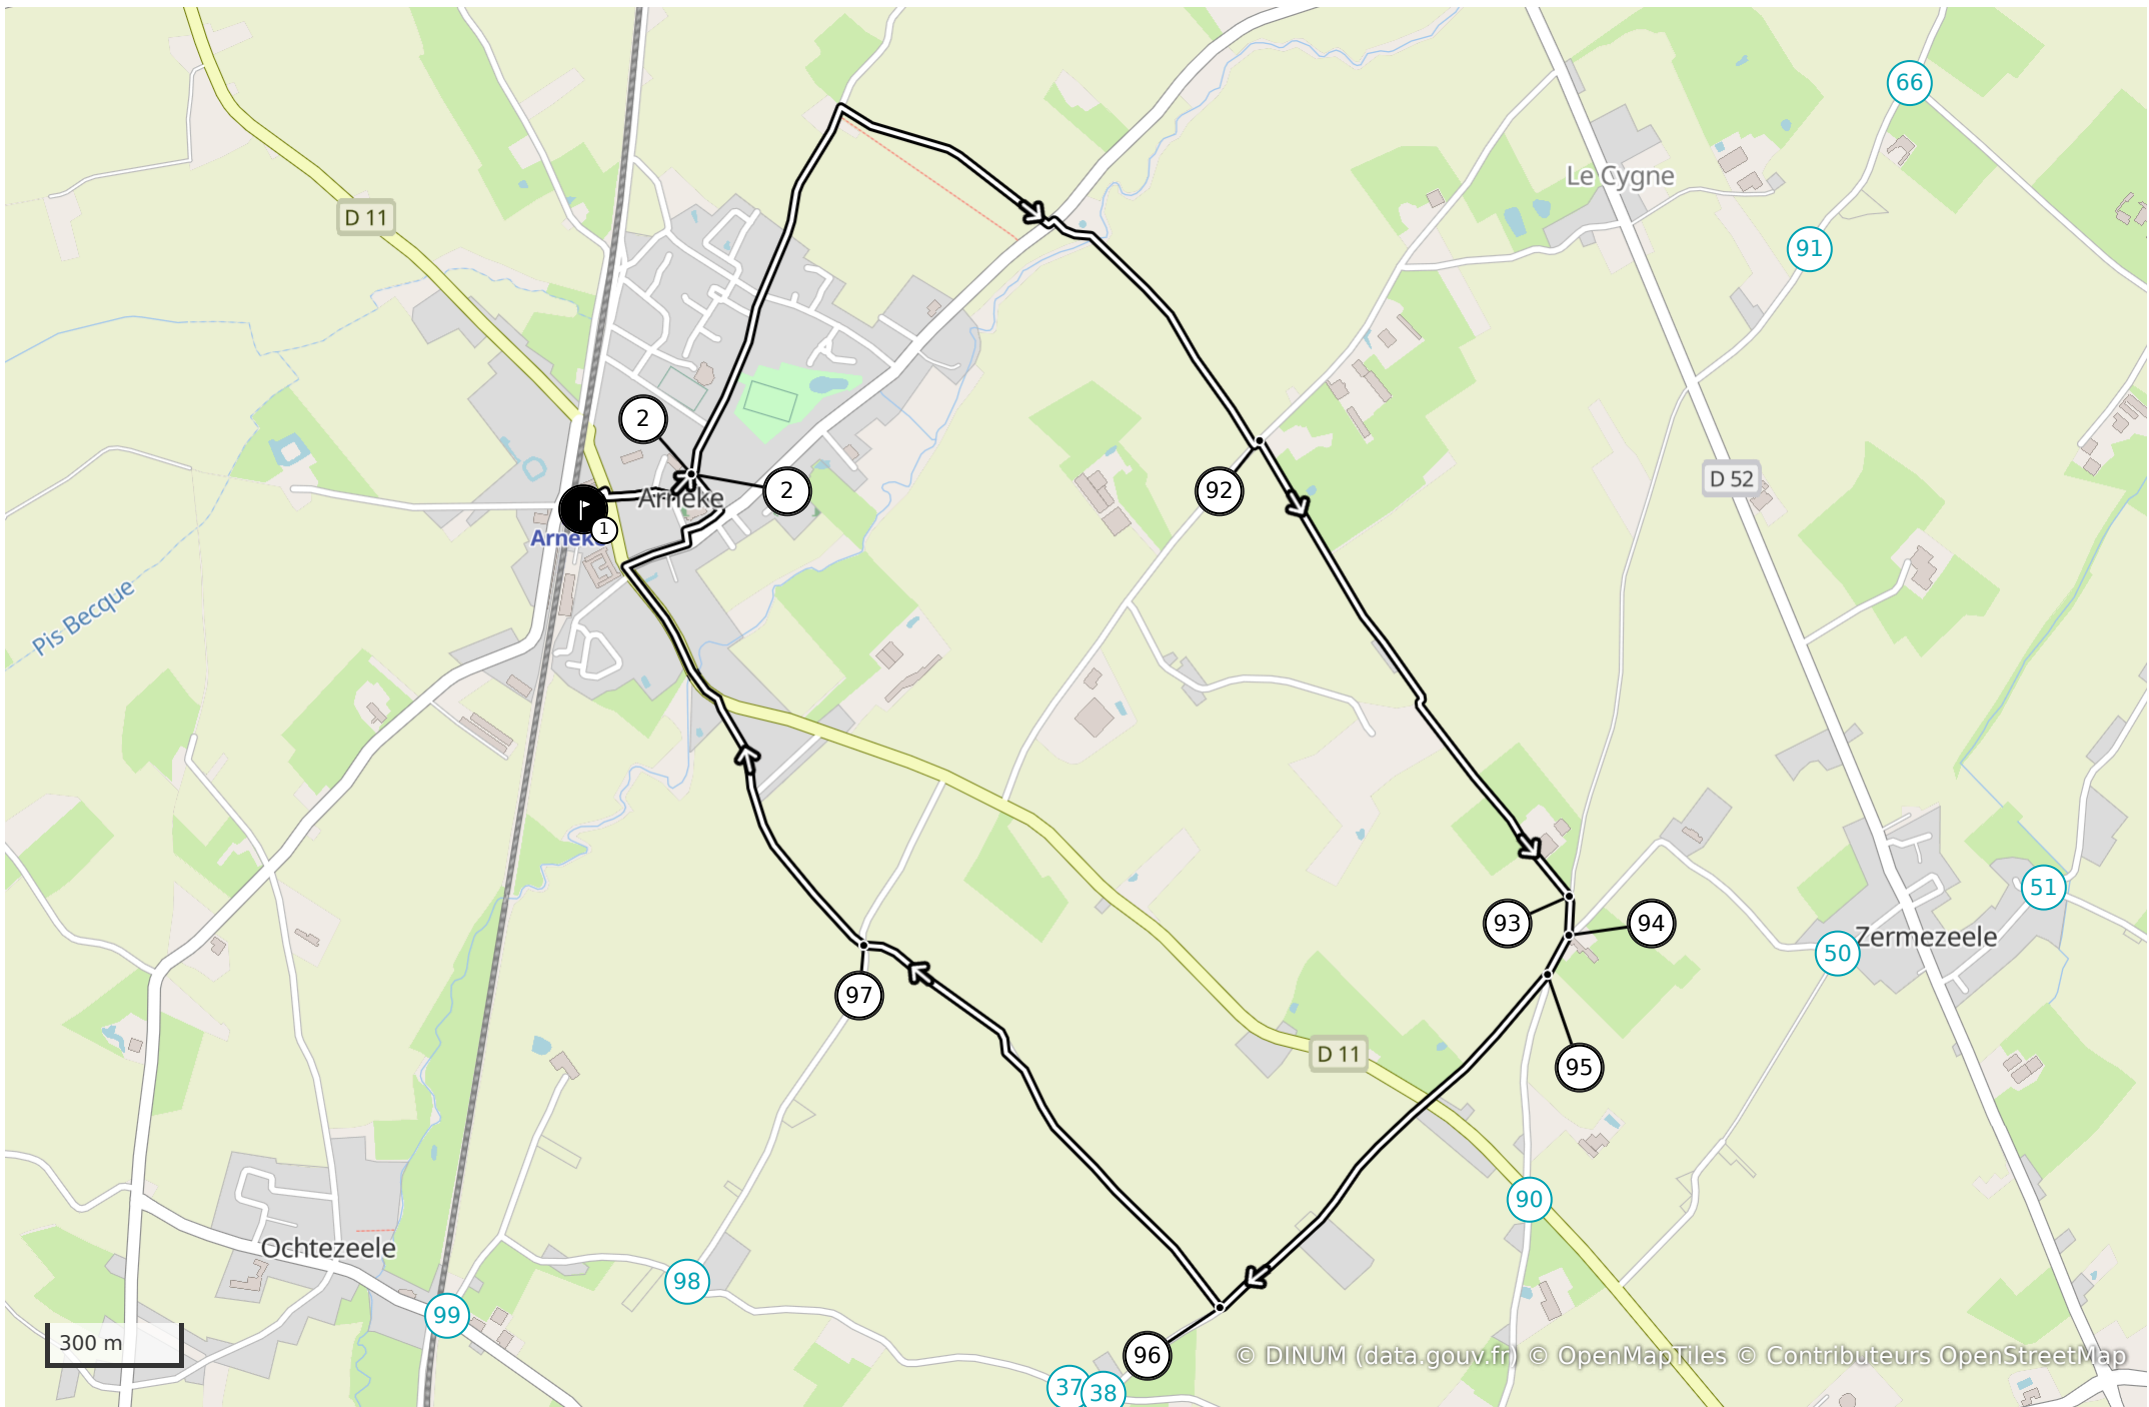 66
Le Cygne
D 11
91
2
D 52
2
92
Arneke
1
Arneke
Pis Becque
51
93
94
Zermezeele
50
97
95
D 11
90
Ochtezeele
98
99
300 m
96
© DINUM (data.gouv.fr) © OpenMapTiles © Contributeurs OpenStreetMap
37
38